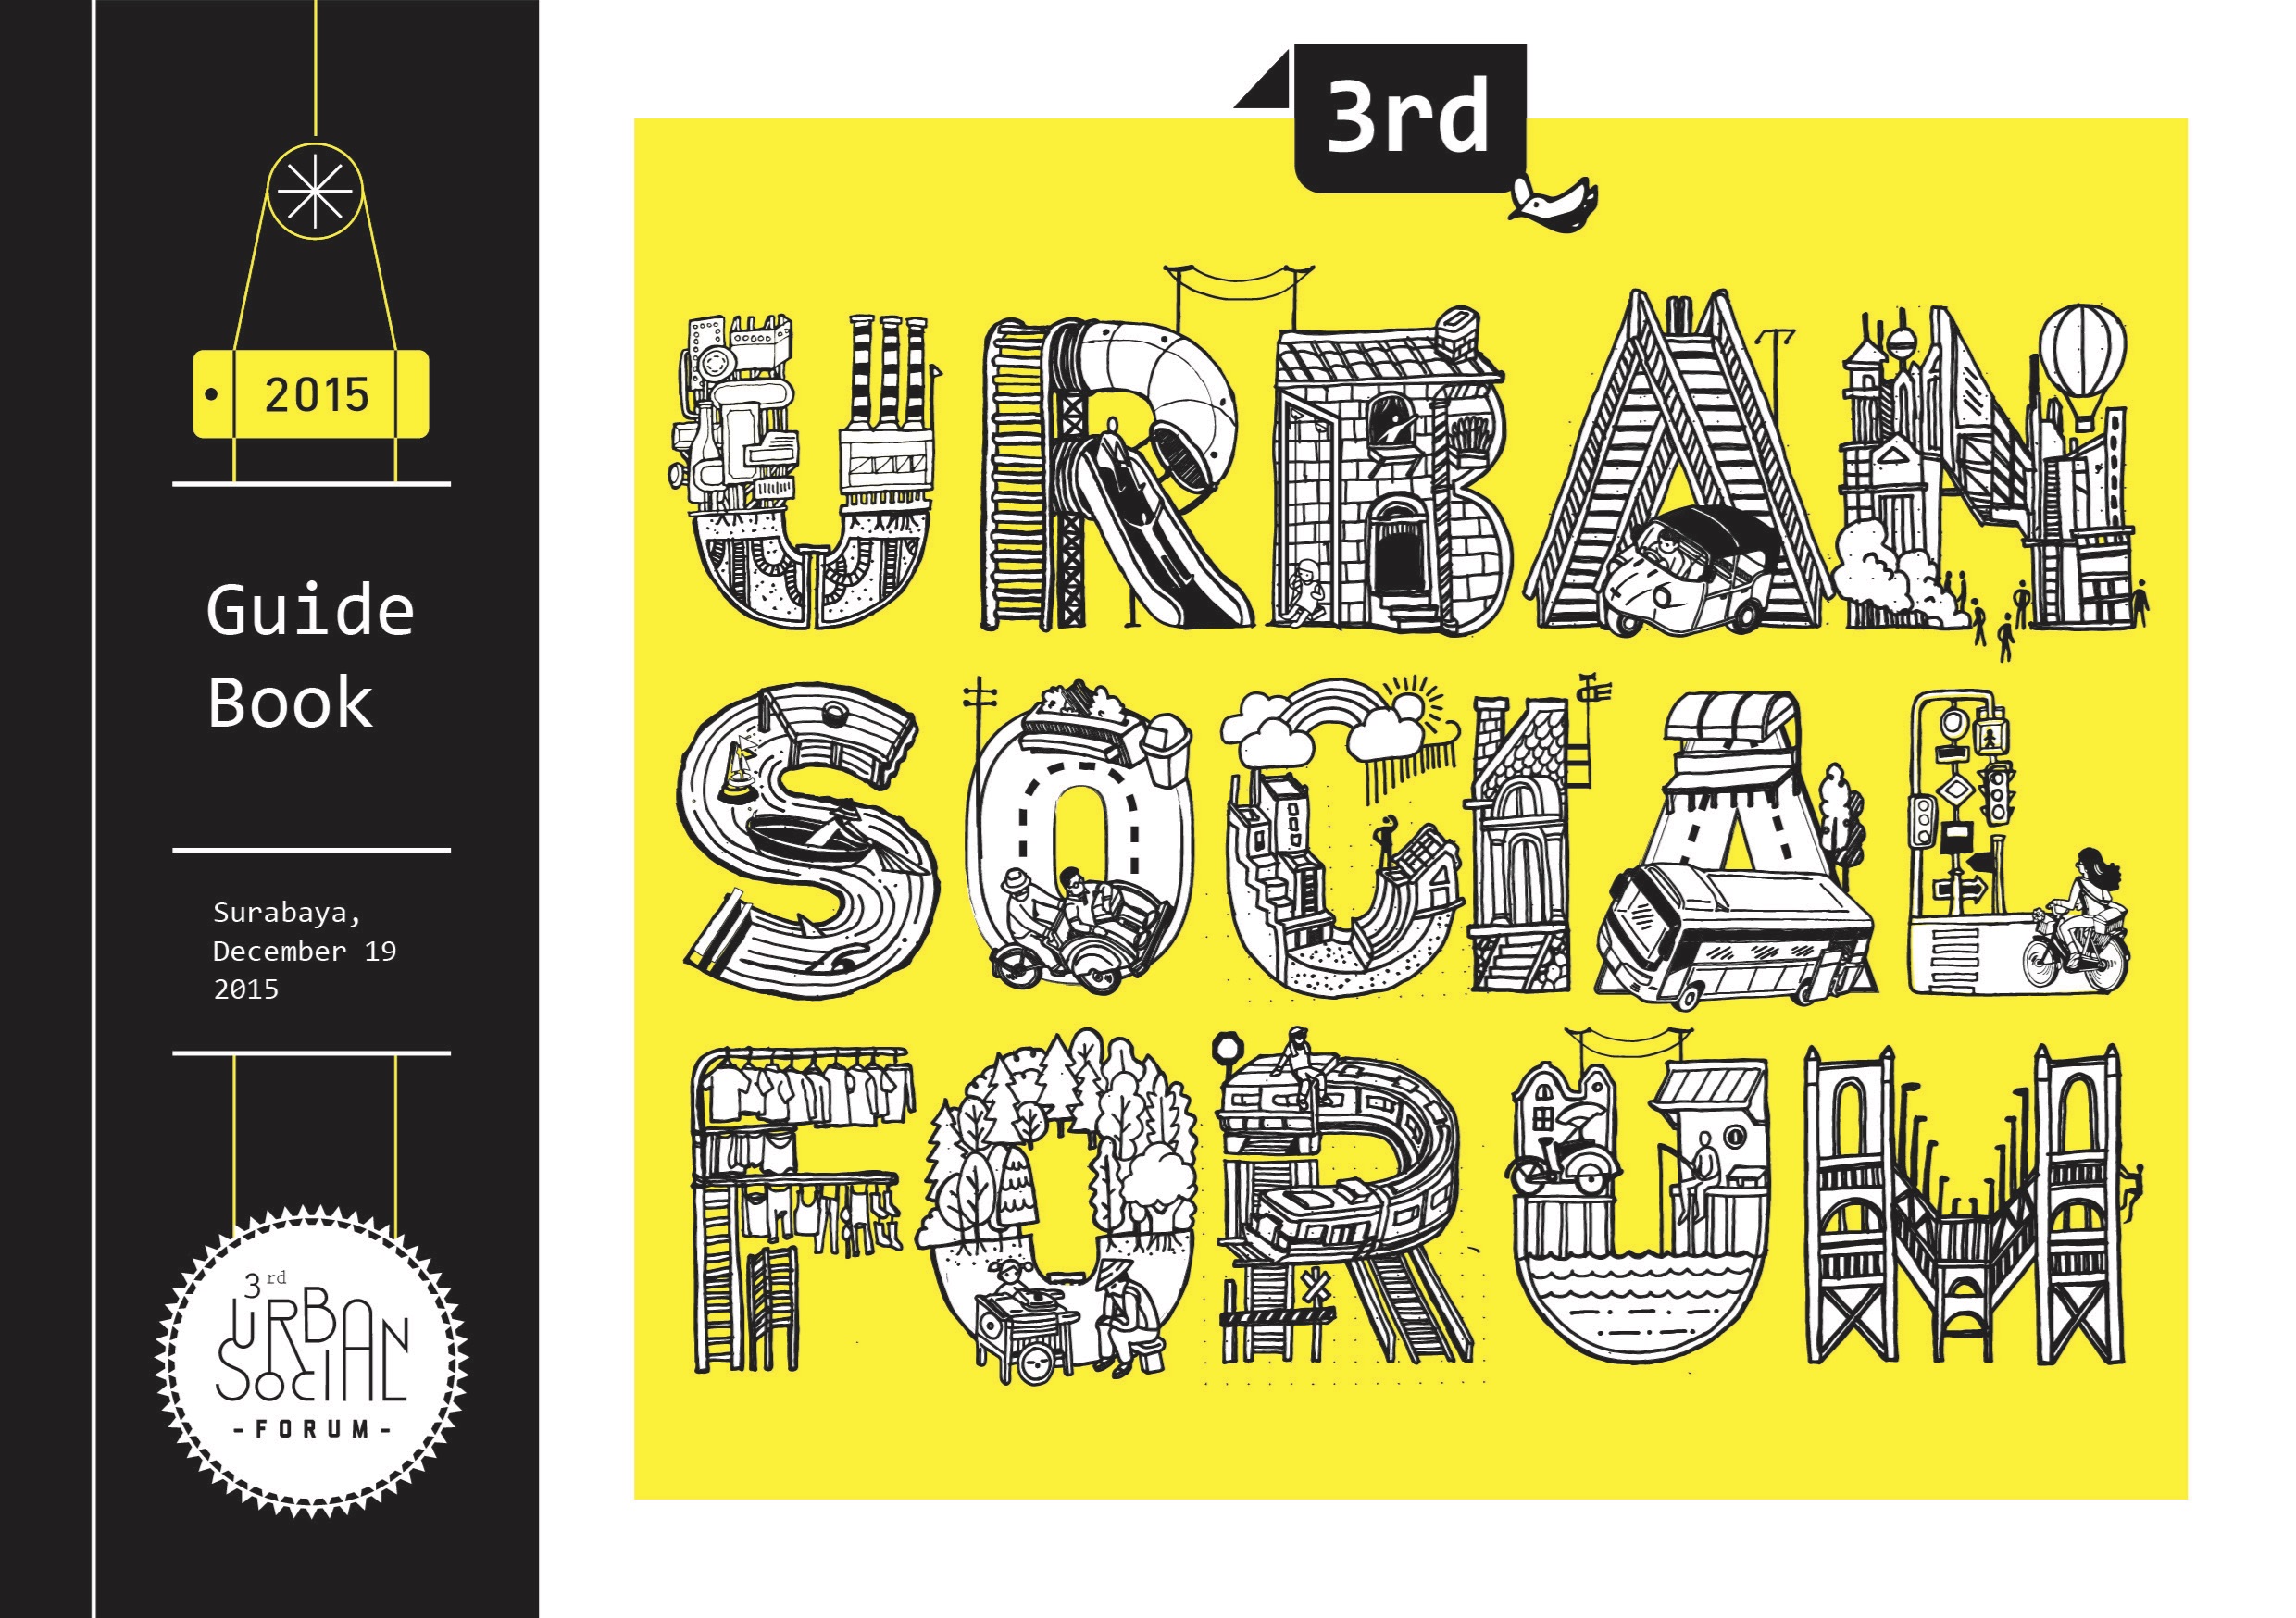 2015
Guide
Book
Surabaya,
December 19
2015
3rd
URBAN
SOCIAL
-FORUM-
3rd
URBAN
SOCIAL
FORUM